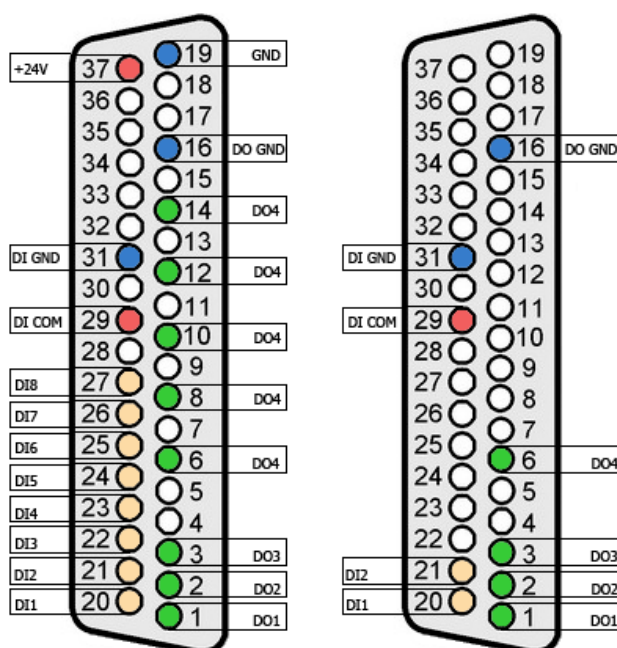 +24V 37 19 GND
36 18
35 17
34 16 DO GND
33 15
32 14 DO4
DI GND 31 13
30 12 DO4
DI COM 29 11
28 10 DO4
DI8 27 9
DI7 26 8 DO4
DI6 25 7
DI5 24 6 DO4
DI4 23 5
DI3 22 4
DI2 21 3 DO3
DI1 20 2 DO2
1 DO1
37 19
36 18
35 17
34 16 DO GND
33 15
32 14
DI GND 31 13
30 12
DI COM 29 11
28 10
27 9
26 8
25 7
24 6 DO4
23 5
22 4
DI2 21 3 DO3
DI1 20 2 DO2
1 DO1